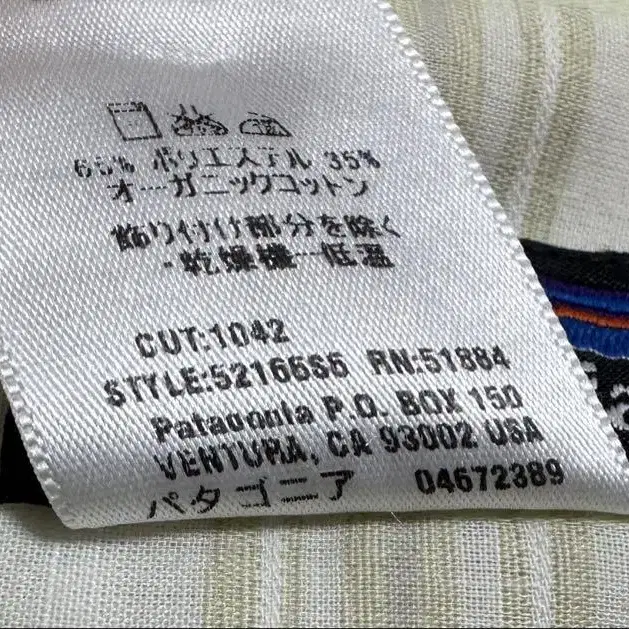 65% ポリエステル 35%
オーガニックコットン
飾り付け部分を除く
・乾燥機―低温
CUT:1042
STYLE:52166S6 RN:51884
Patagonia P.O. BOX 150
VENTURA, CA 93002 USA
パタゴニア 04672389